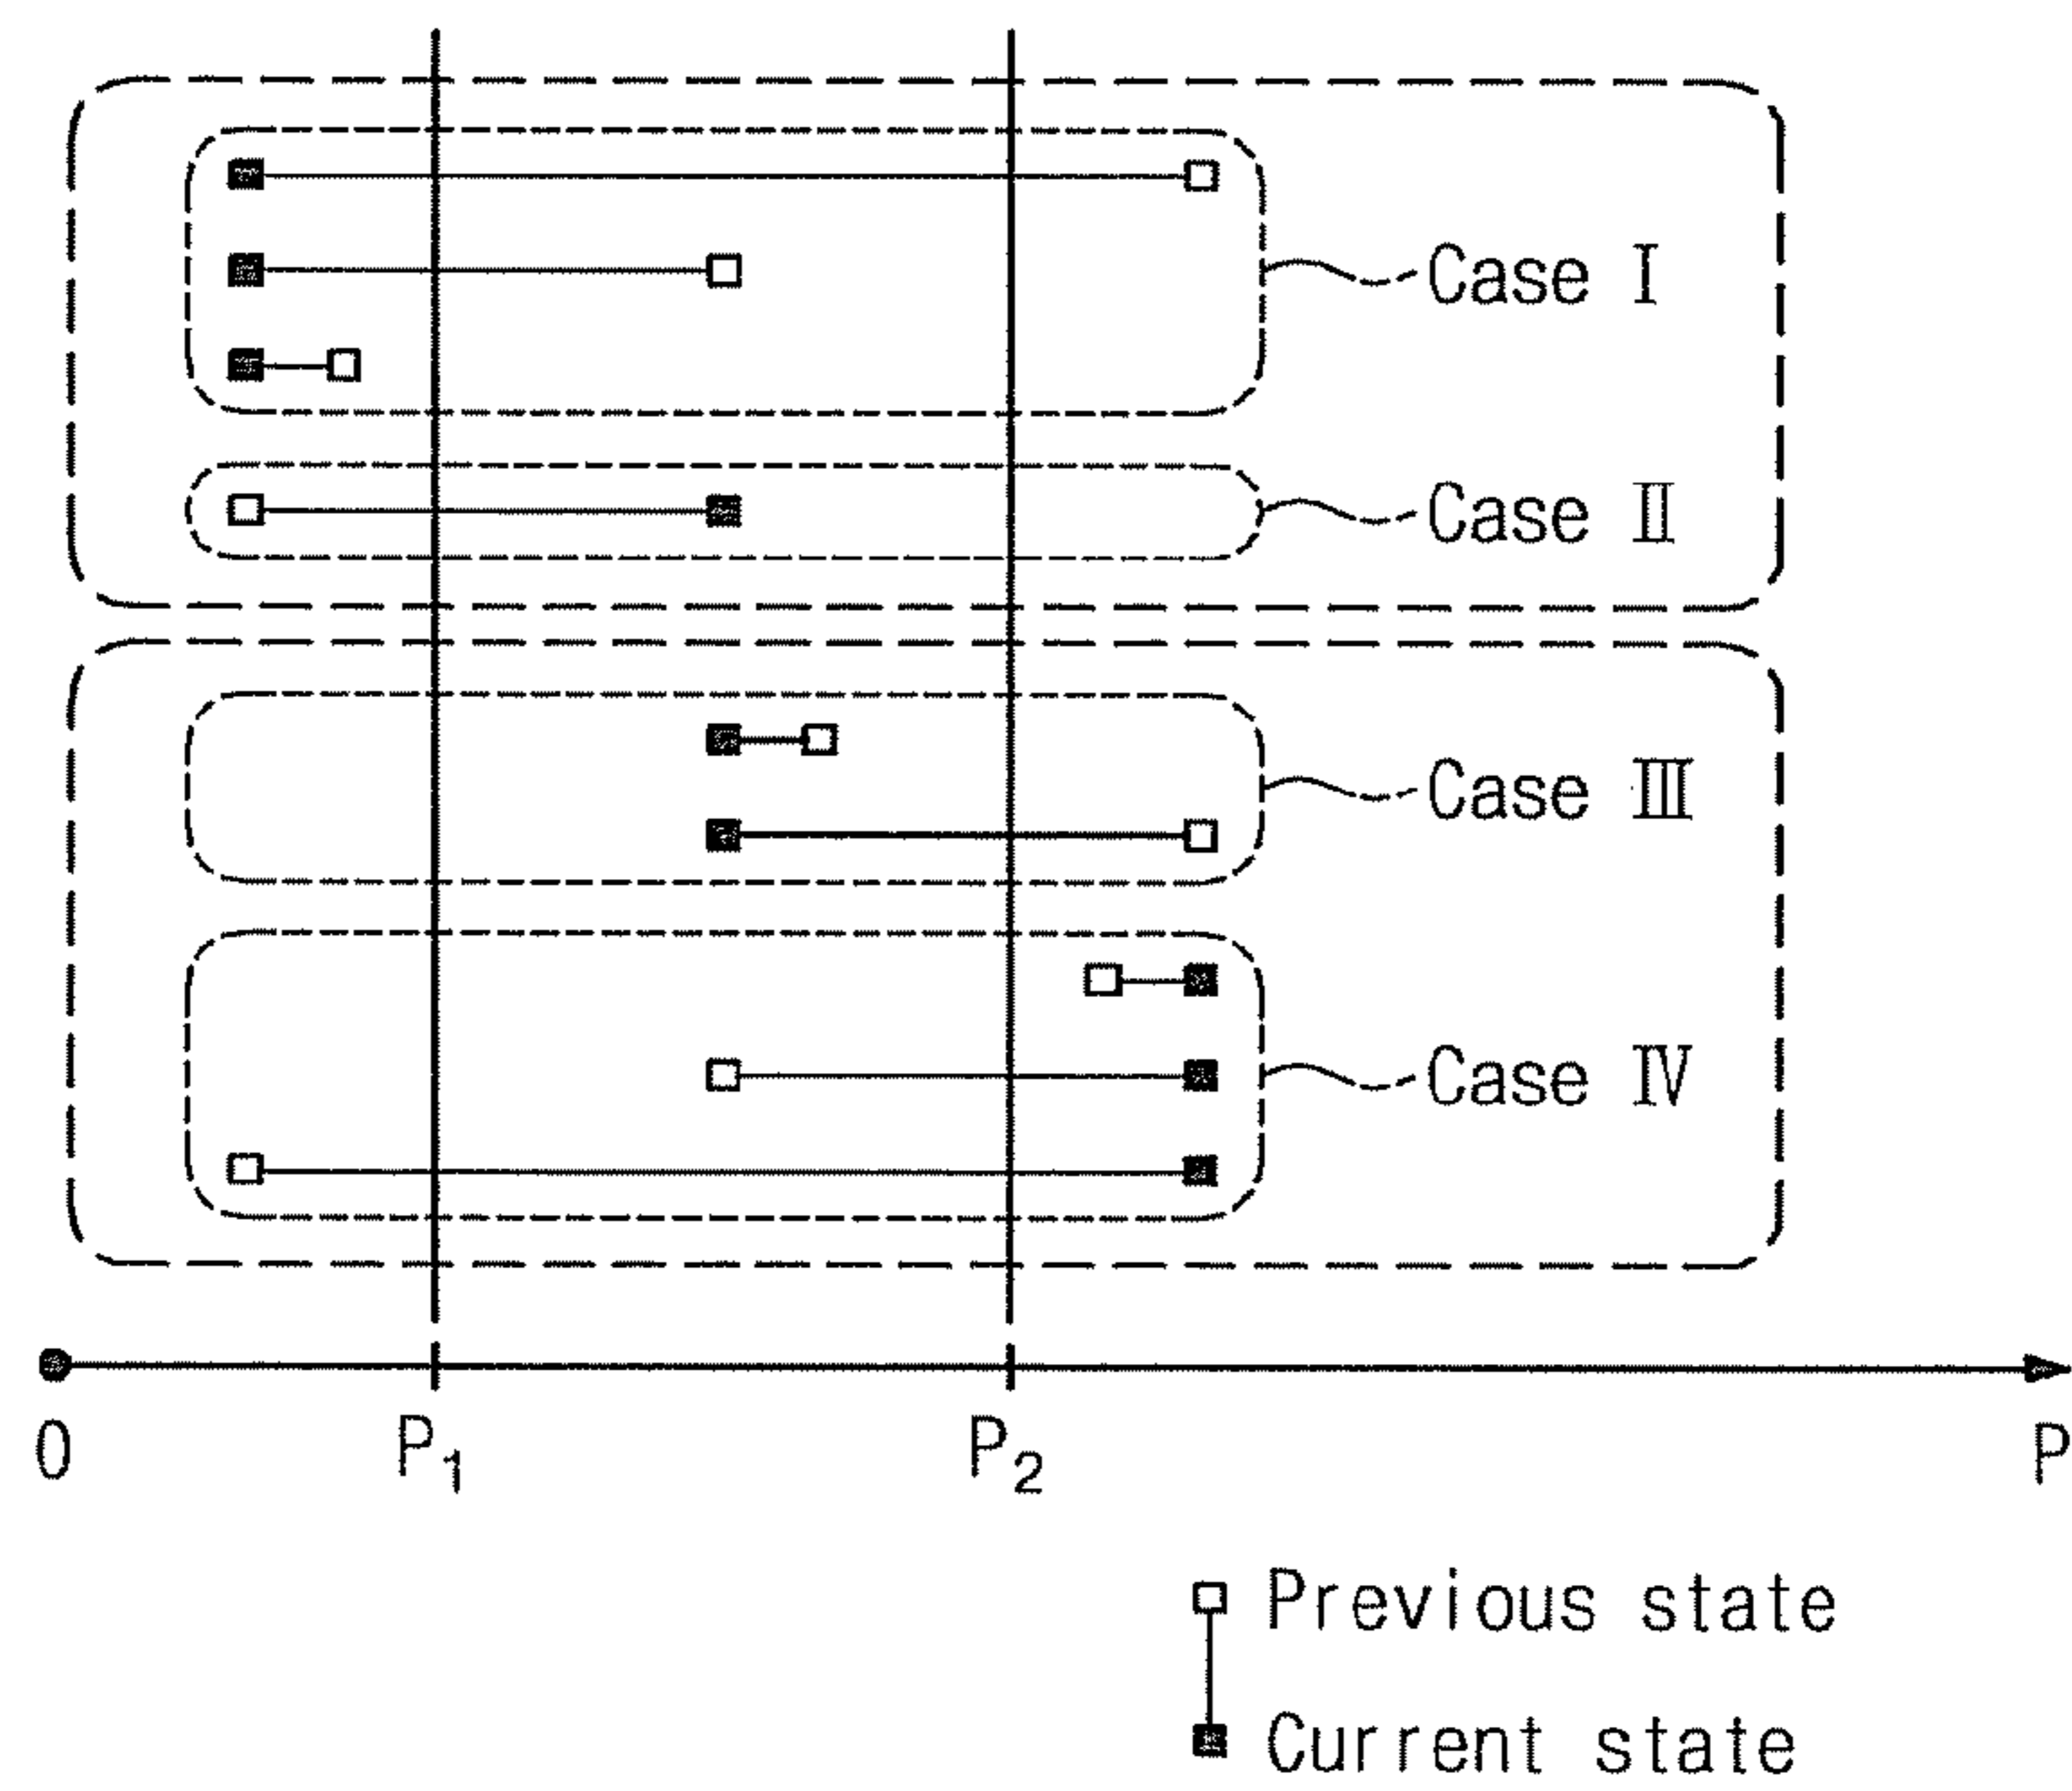 Case Ⅰ
Case Ⅱ
Case Ⅲ
Case Ⅳ
0 P₁ P₂ P
Previous state
Current state